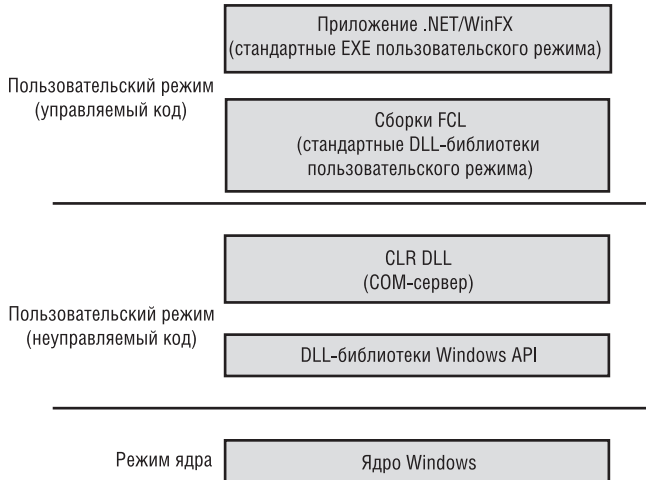 Приложение .NET/WinFX
(стандартные EXE пользовательского режима)
Пользовательский режим
(управляемый код)
Сборки FCL
(стандартные DLL-библиотеки
пользовательского режима)
CLR DLL
(COM-сервер)
Пользовательский режим
(неуправляемый код)
DLL-библиотеки Windows API
Режим ядра
Ядро Windows